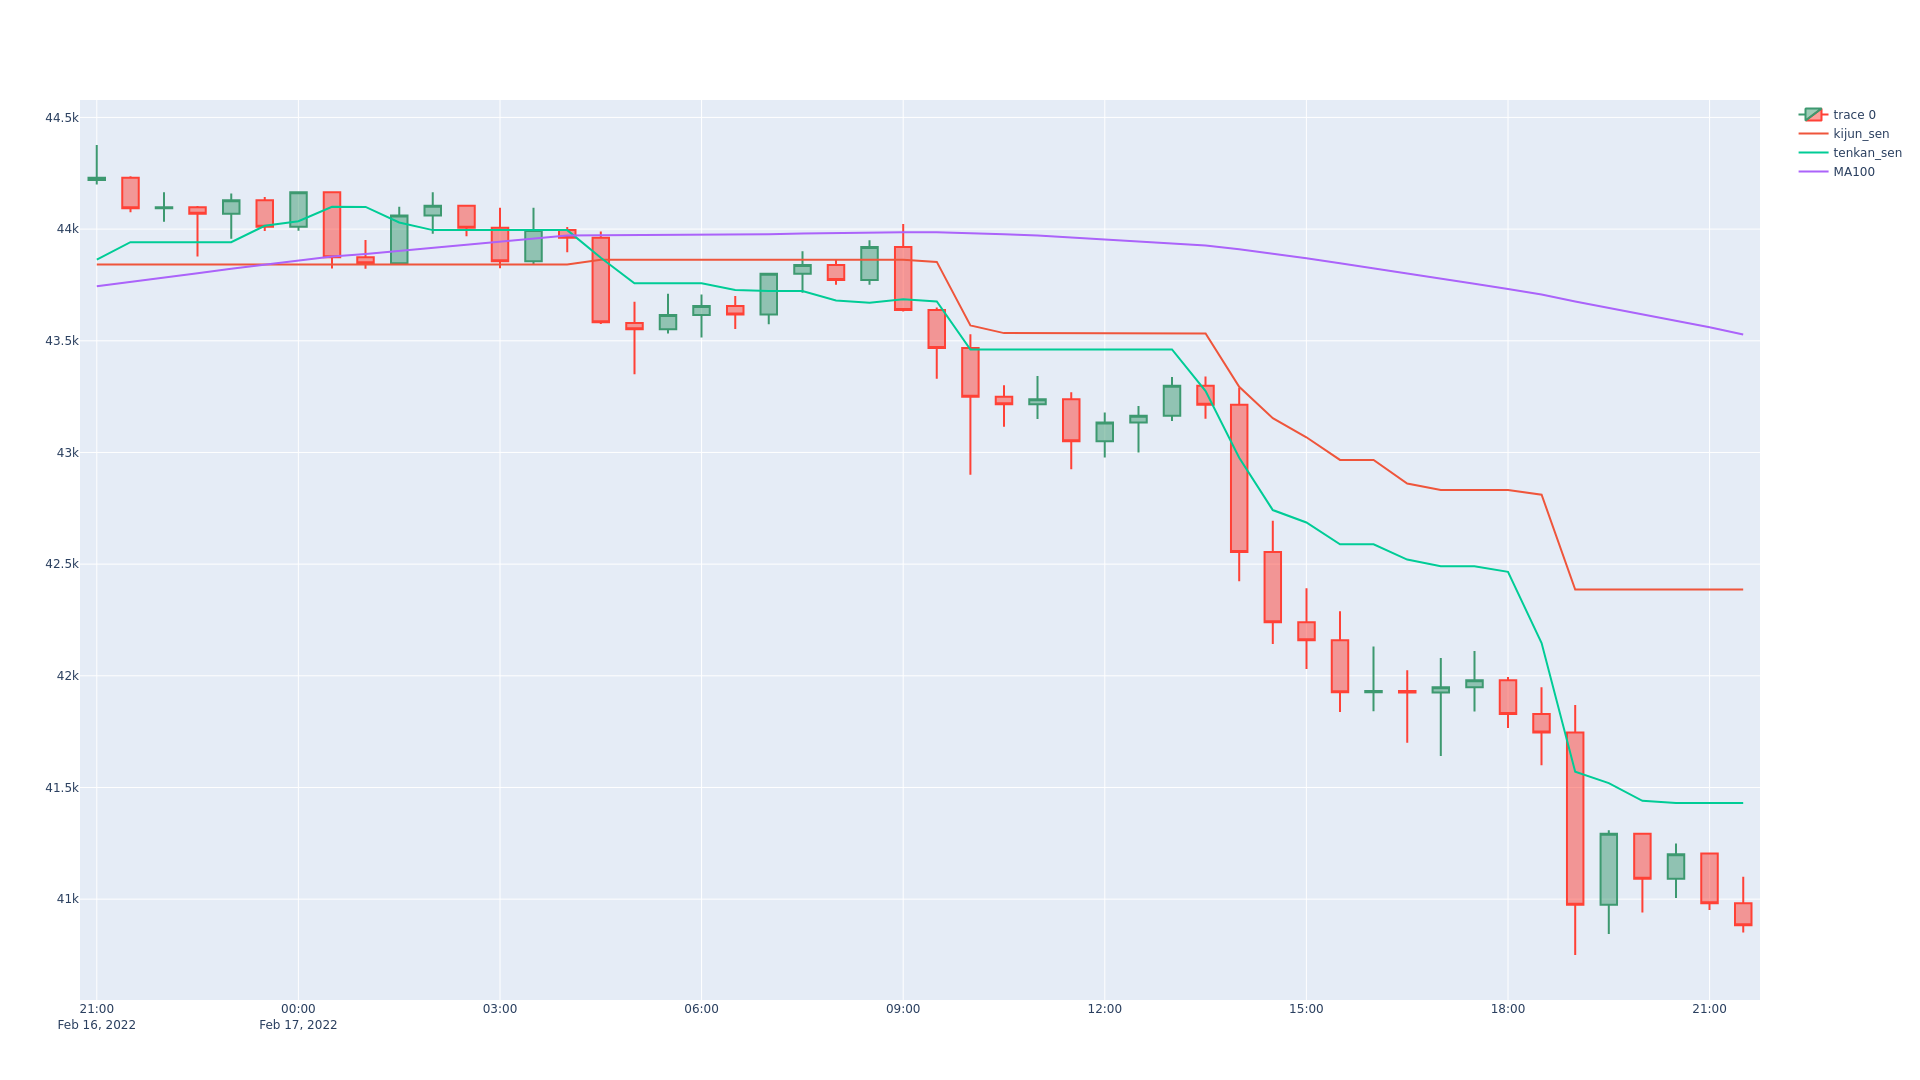 44.5k
44k
43.5k
43k
42.5k
42k
41.5k
41k
21:00 00:00 03:00 06:00 09:00 12:00 15:00 18:00 21:00
Feb 16, 2022 Feb 17, 2022
trace 0
kijun_sen
tenkan_sen
MA100